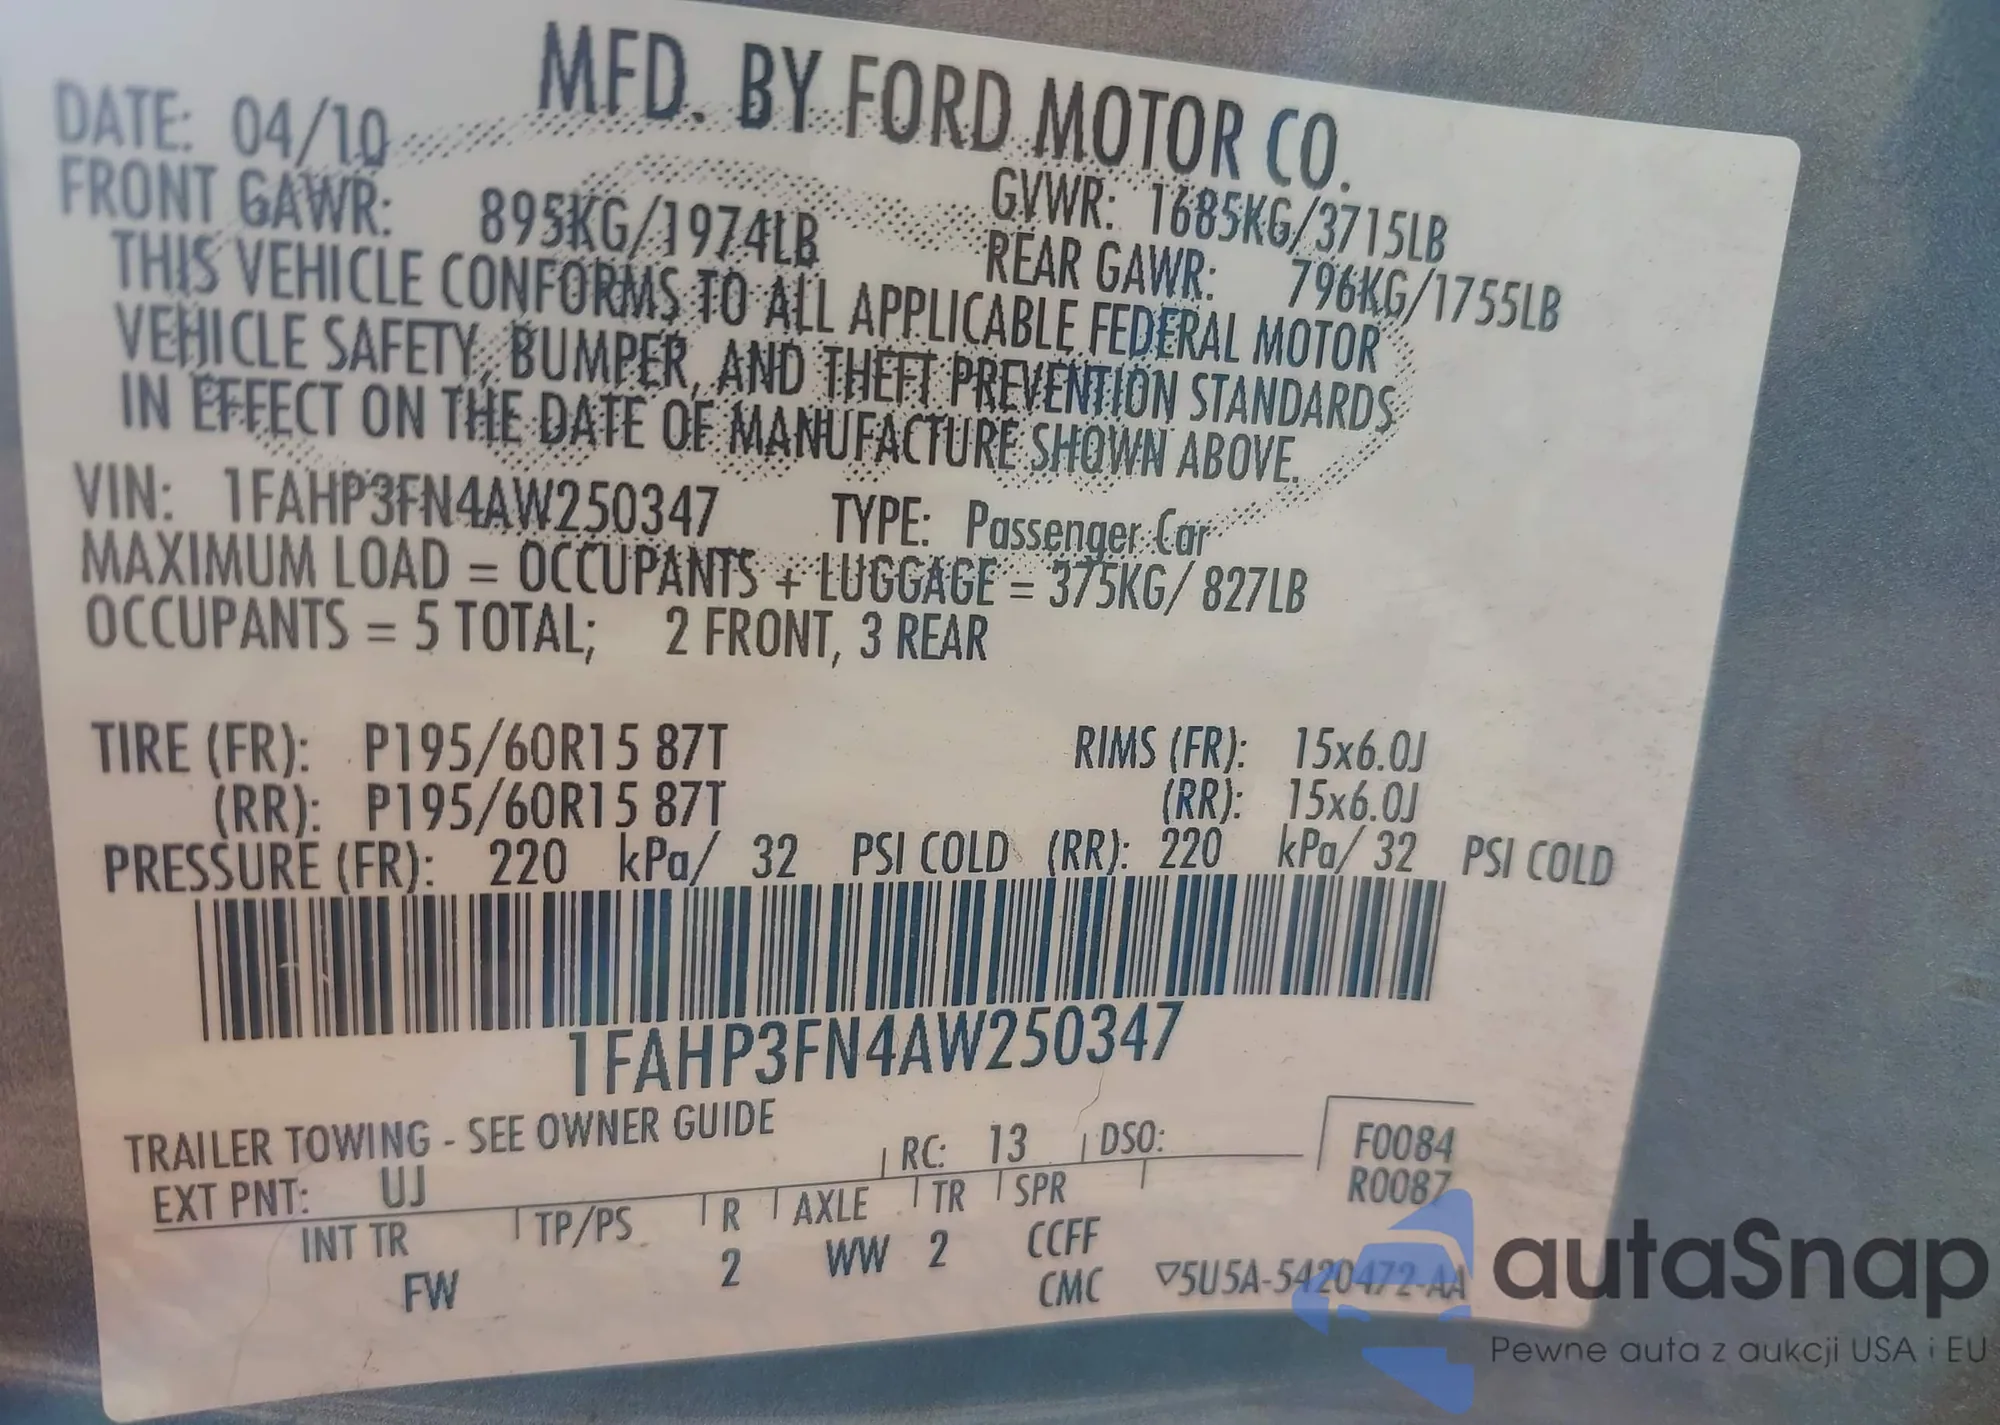 MFD. BY FORD MOTOR CO.
DATE: 04/10
GVWR: 1685KG/3715LB
FRONT GAWR: 895KG/1974LB REAR GAWR: 796KG/1755LB
THIS VEHICLE CONFORMS TO ALL APPLICABLE FEDERAL MOTOR
VEHICLE SAFETY, BUMPER, AND THEFT PREVENTION STANDARDS
IN EFFECT ON THE DATE OF MANUFACTURE SHOWN ABOVE.
VIN: 1FAHP3FN4AW250347 TYPE: Passenger Car
MAXIMUM LOAD = OCCUPANTS + LUGGAGE = 375KG/ 827LB
OCCUPANTS = 5 TOTAL; 2 FRONT, 3 REAR
TIRE (FR): P195/60R15 87T RIMS (FR): 15x6.0J
(RR): P195/60R15 87T (RR): 15x6.0J
PRESSURE (FR): 220 kPa/ 32 PSI COLD (RR): 220 kPa/ 32 PSI COLD
1FAHP3FN4AW250347
TRAILER TOWING - SEE OWNER GUIDE
EXT PNT: UJ RC: 13 DSO: F0084
R0087
INT TR TP/PS R AXLE TR SPR
FW 2 WW 2 CCFF
CMC ▽5U5A-5420472-AA
autaSnap
Pewne auta z aukcji USA i EU